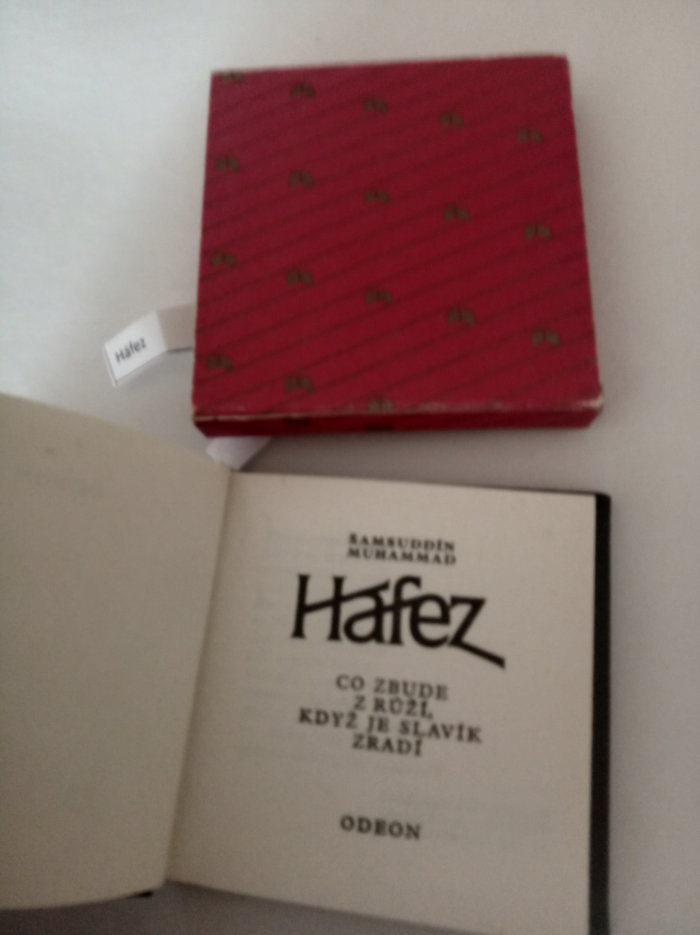 Háfez
ŠAMSUDDÍN
MUHAMMAD
Háfez
CO ZBUDE
Z RŮŽÍ,
KDYŽ JE SLAVÍK
ZRADÍ
ODEON